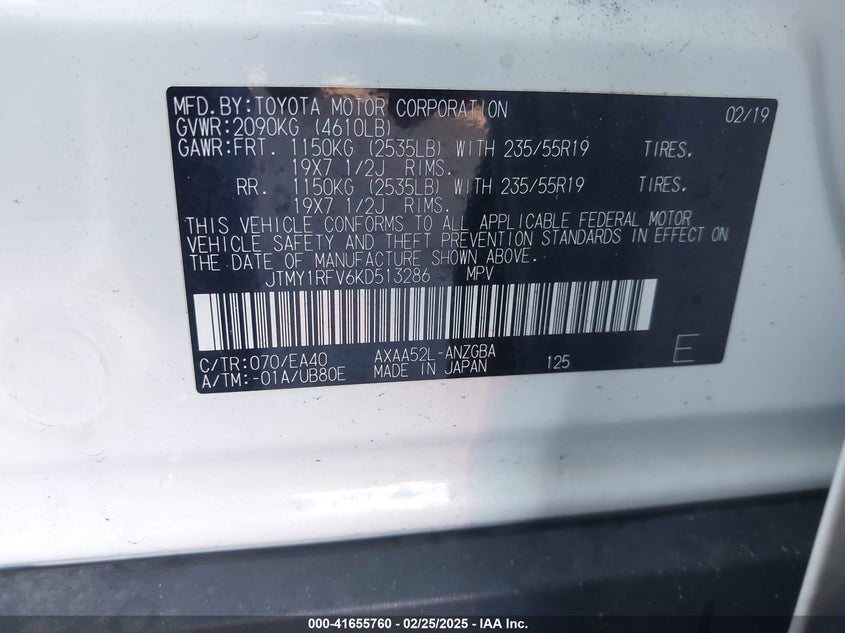 MFD.BY:TOYOTA MOTOR CORPORATION 02/19
GVWR:2090KG (4610LB)
GAWR:FRT. 1150KG (2535LB) WITH 235/55R19 TIRES.
19X7 1/2J RIMS.
RR. 1150KG (2535LB) WITH 235/55R19 TIRES.
19X7 1/2J RIMS.
THIS VEHICLE CONFORMS TO ALL APPLICABLE FEDERAL MOTOR
VEHICLE SAFETY AND THEFT PREVENTION STANDARDS IN EFFECT ON
THE DATE OF MANUFACTURE SHOWN ABOVE.
JTMY1RFV6KD513286 MPV
C/TR:070/EA40 AXAA52L-ANZGBA 125 E
A/TM:-01A/UB80E MADE IN JAPAN
000-41655760 - 02/25/2025 - IAA Inc.